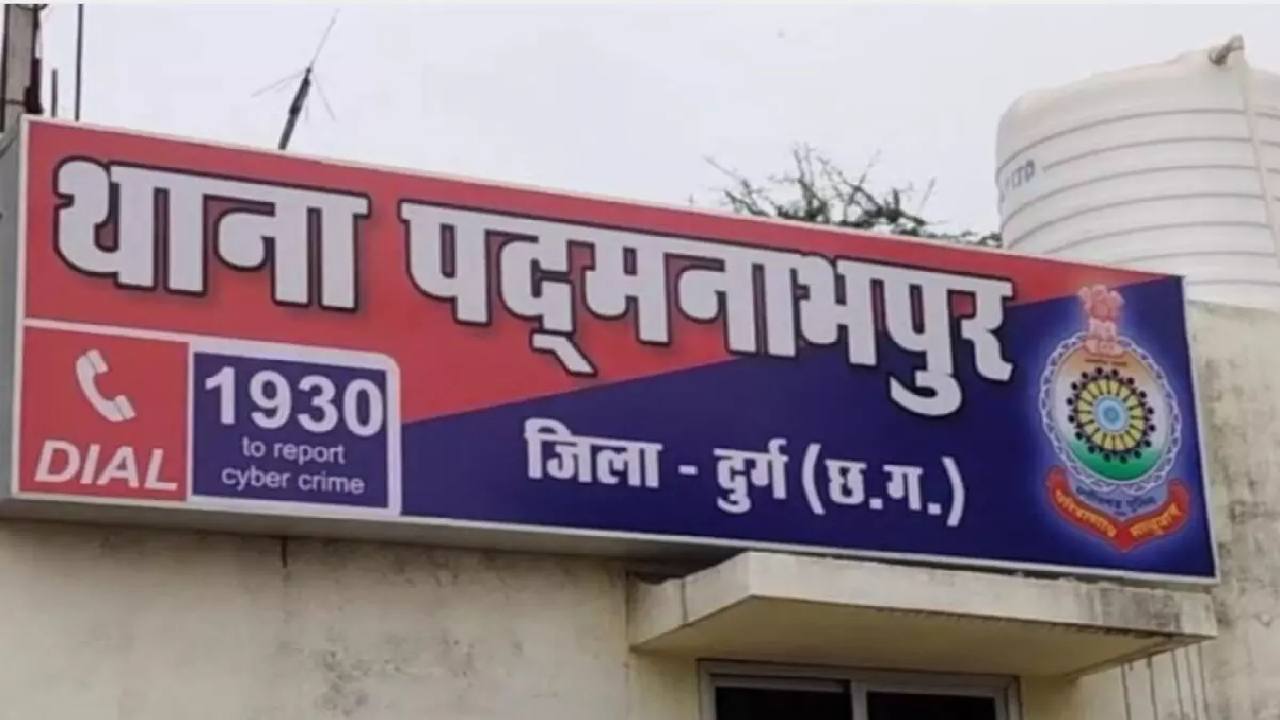 थाना पद्मनाभपुर
DIAL
1930
to report
cyber crime
जिला - दुर्ग (छ.ग.)